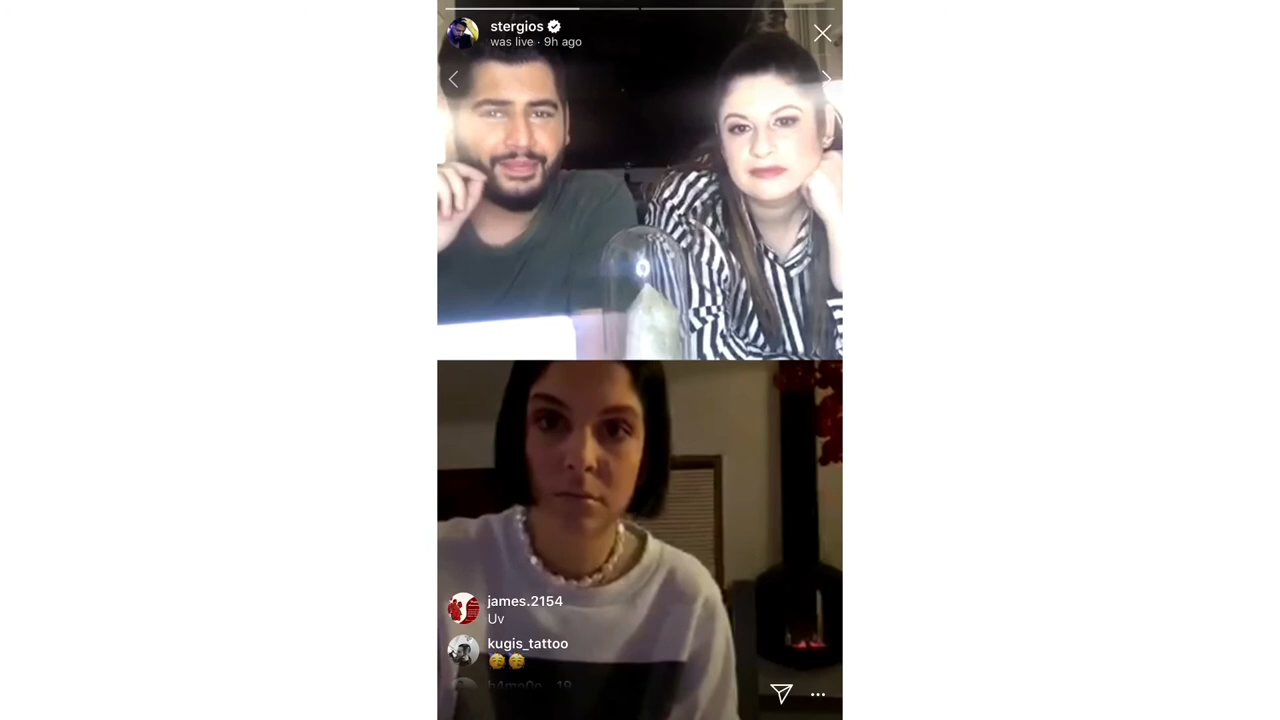 stergios
was live · 9h ago
james.2154
Uv
kugis_tattoo
🥳🥳